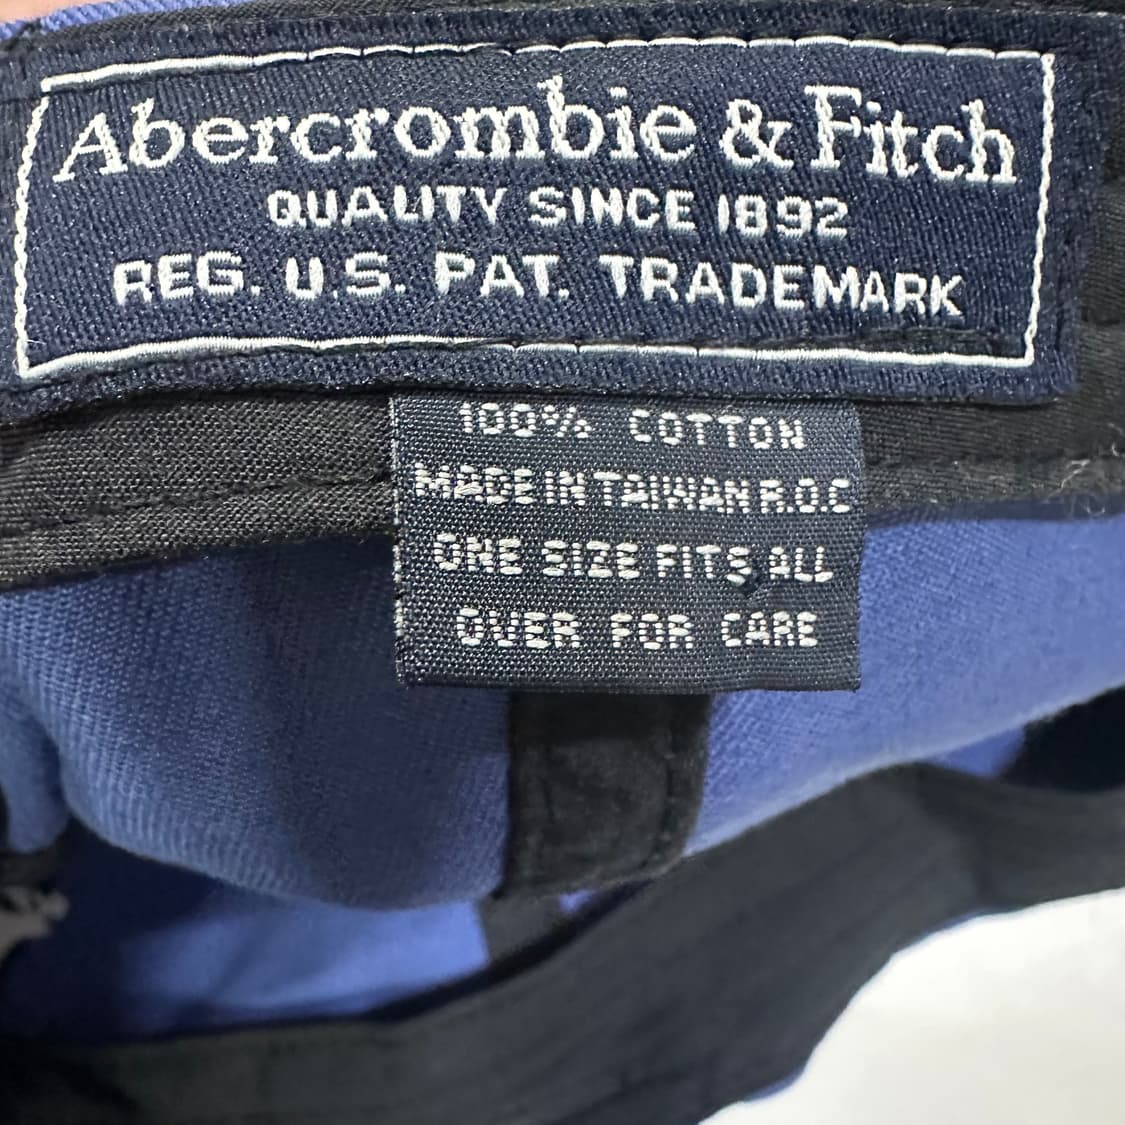 Abercrombie & Fitch
QUALITY SINCE 1892
REG. U.S. PAT. TRADEMARK
100% COTTON
MADE IN TAIWAN R.O.C
ONE SIZE FITS ALL
OVER FOR CARE